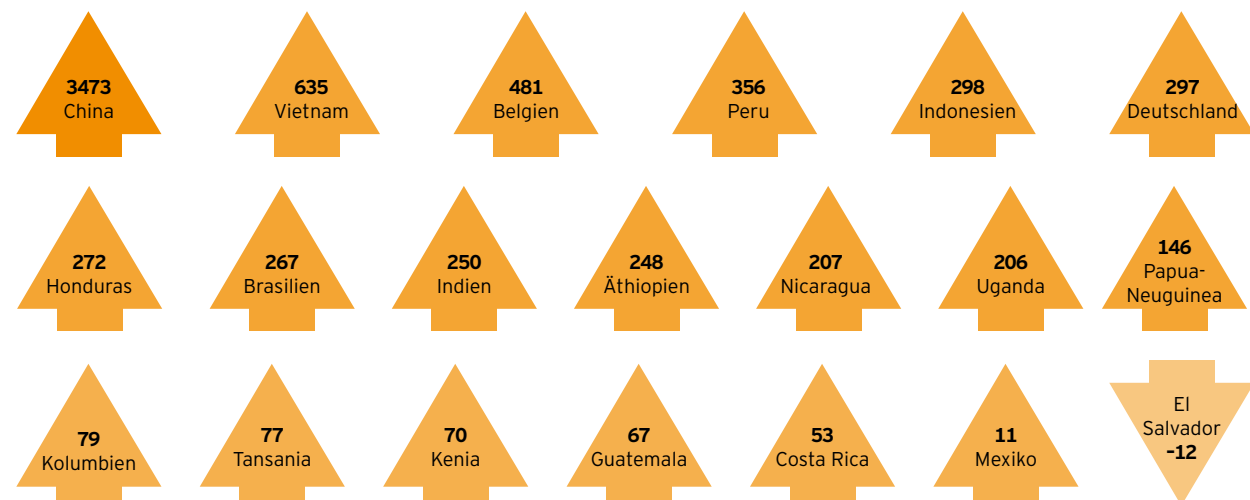 3473
China
635
Vietnam
481
Belgien
356
Peru
298
Indonesien
297
Deutschland
272
Honduras
267
Brasilien
250
Indien
248
Äthiopien
207
Nicaragua
206
Uganda
146
Papua-
Neuguinea
79
Kolumbien
77
Tansania
70
Kenia
67
Guatemala
53
Costa Rica
11
Mexiko
El
Salvador
-12